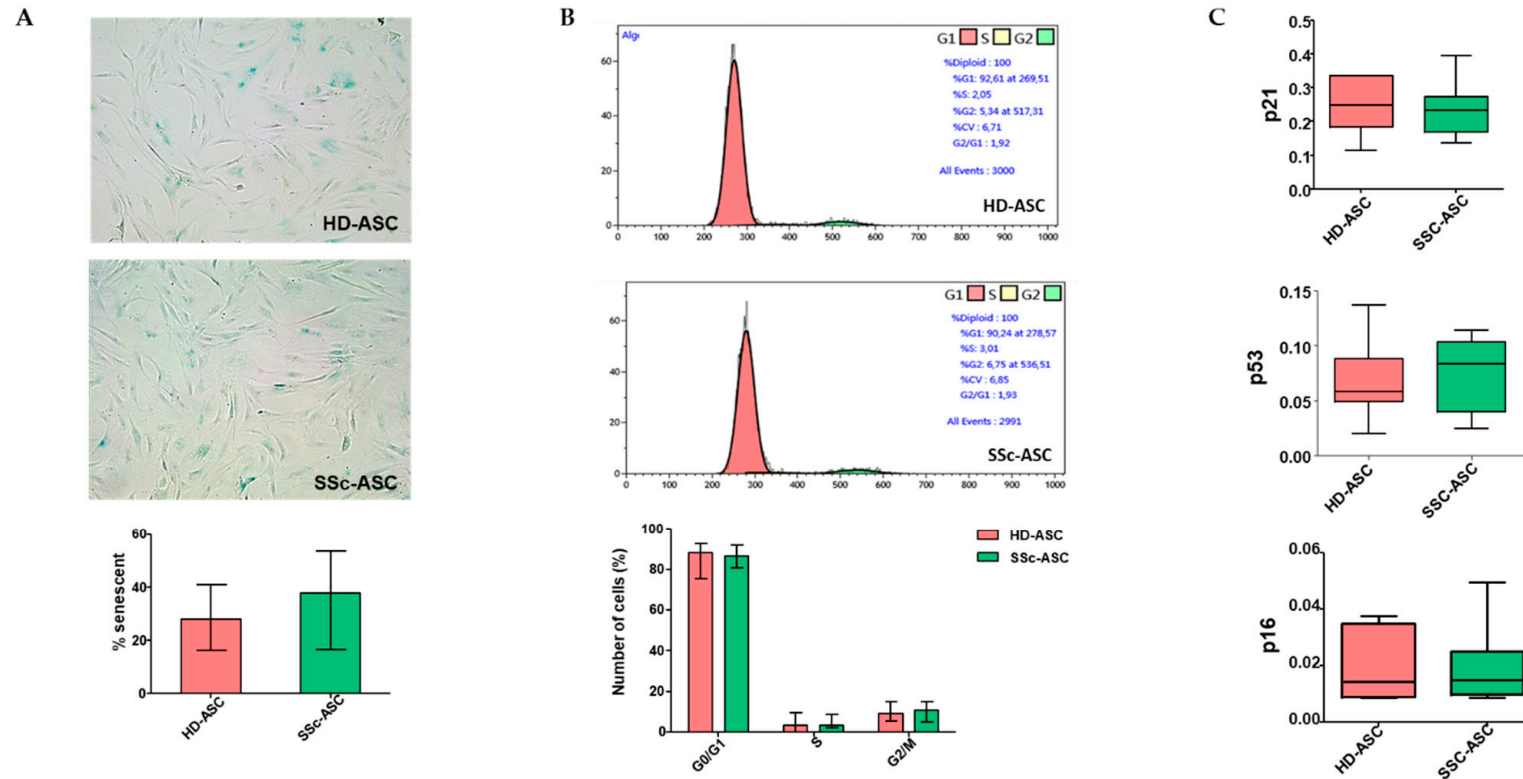 A
HD-ASC
SSc-ASC
60
40
20
0
% senescent
HD-ASC
SSc-ASC
B
G1 S G2
%Diploid : 100
%G1: 92,61 at 269,51
%S: 2,05
%G2: 5,34 at 517,31
%CV : 6,71
G2/G1 : 1,92
All Events : 3000
HD-ASC
60
40
20
0
0 100 200 300 400 500 600 700 800 900 1000
G1 S G2
%Diploid : 100
%G1: 90,24 at 278,57
%S: 3,01
%G2: 6,75 at 536,51
%CV : 6,85
G2/G1 : 1,93
All Events : 2991
SSc-ASC
60
40
20
0
0 100 200 300 400 500 600 700 800 900 1000
Number of cells (%)
100
80
60
40
20
0
G0/G1
S
G2/M
HD-ASC
SSc-ASC
C
p21
0.5
0.4
0.3
0.2
0.1
0.0
HD-ASC
SSC-ASC
p53
0.15
0.10
0.05
0.00
HD-ASC
SSC-ASC
p16
0.06
0.04
0.02
0.00
HD-ASC
SSC-ASC